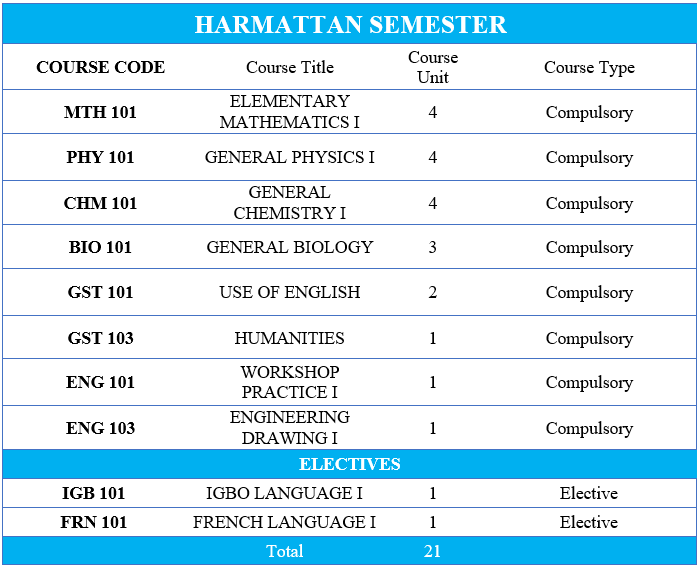 HARMATTAN SEMESTER
COURSE CODE Course Title Course Unit Course Type
MTH 101 ELEMENTARY MATHEMATICS I 4 Compulsory
PHY 101 GENERAL PHYSICS I 4 Compulsory
CHM 101 GENERAL CHEMISTRY I 4 Compulsory
BIO 101 GENERAL BIOLOGY 3 Compulsory
GST 101 USE OF ENGLISH 2 Compulsory
GST 103 HUMANITIES 1 Compulsory
ENG 101 WORKSHOP PRACTICE I 1 Compulsory
ENG 103 ENGINEERING DRAWING I 1 Compulsory
ELECTIVES
IGB 101 IGBO LANGUAGE I 1 Elective
FRN 101 FRENCH LANGUAGE I 1 Elective
Total 21